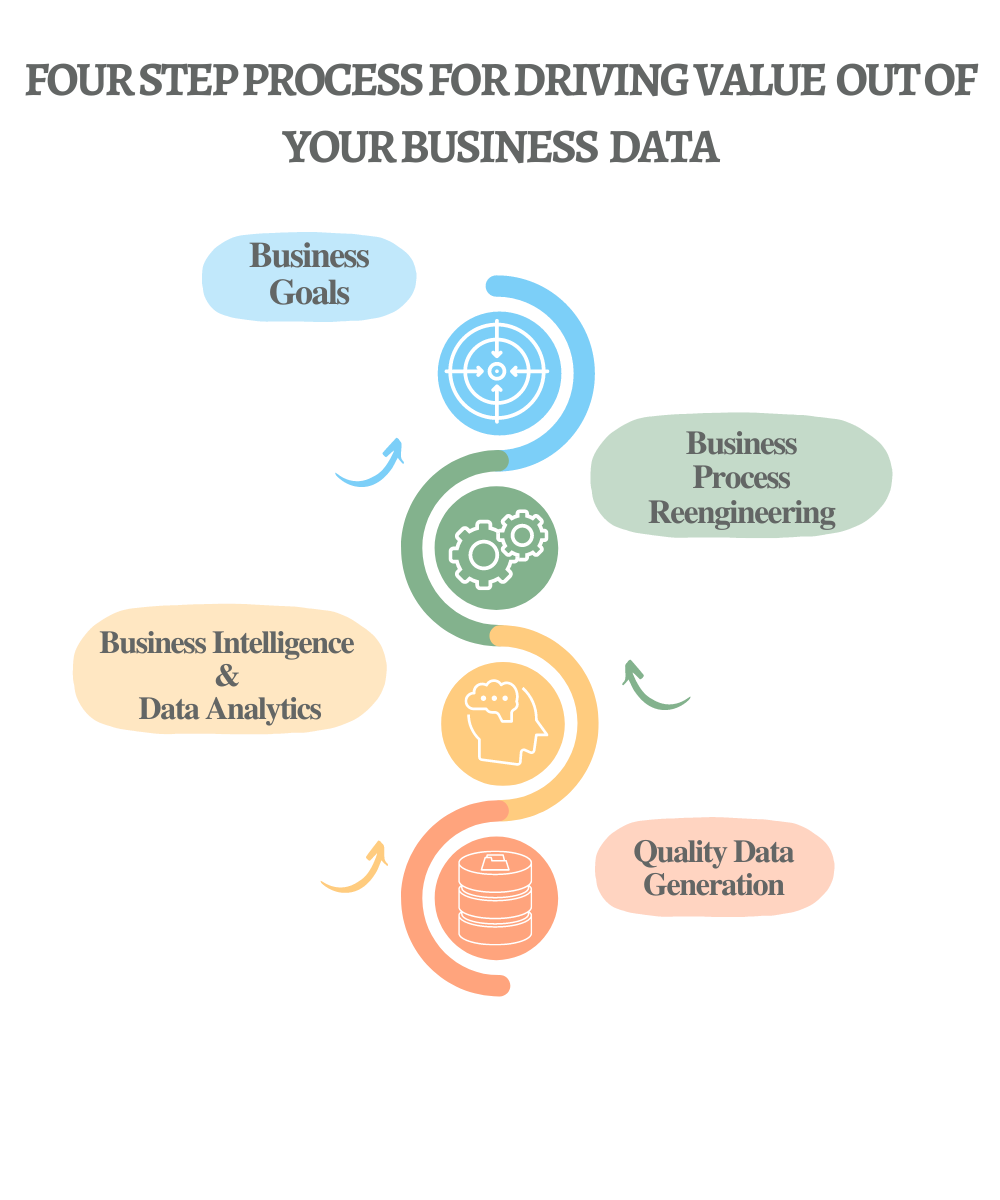 FOUR STEP PROCESS FOR DRIVING VALUE OUT OF
YOUR BUSINESS DATA
Business
Goals
Business
Process
Reengineering
Business Intelligence
&
Data Analytics
Quality Data
Generation